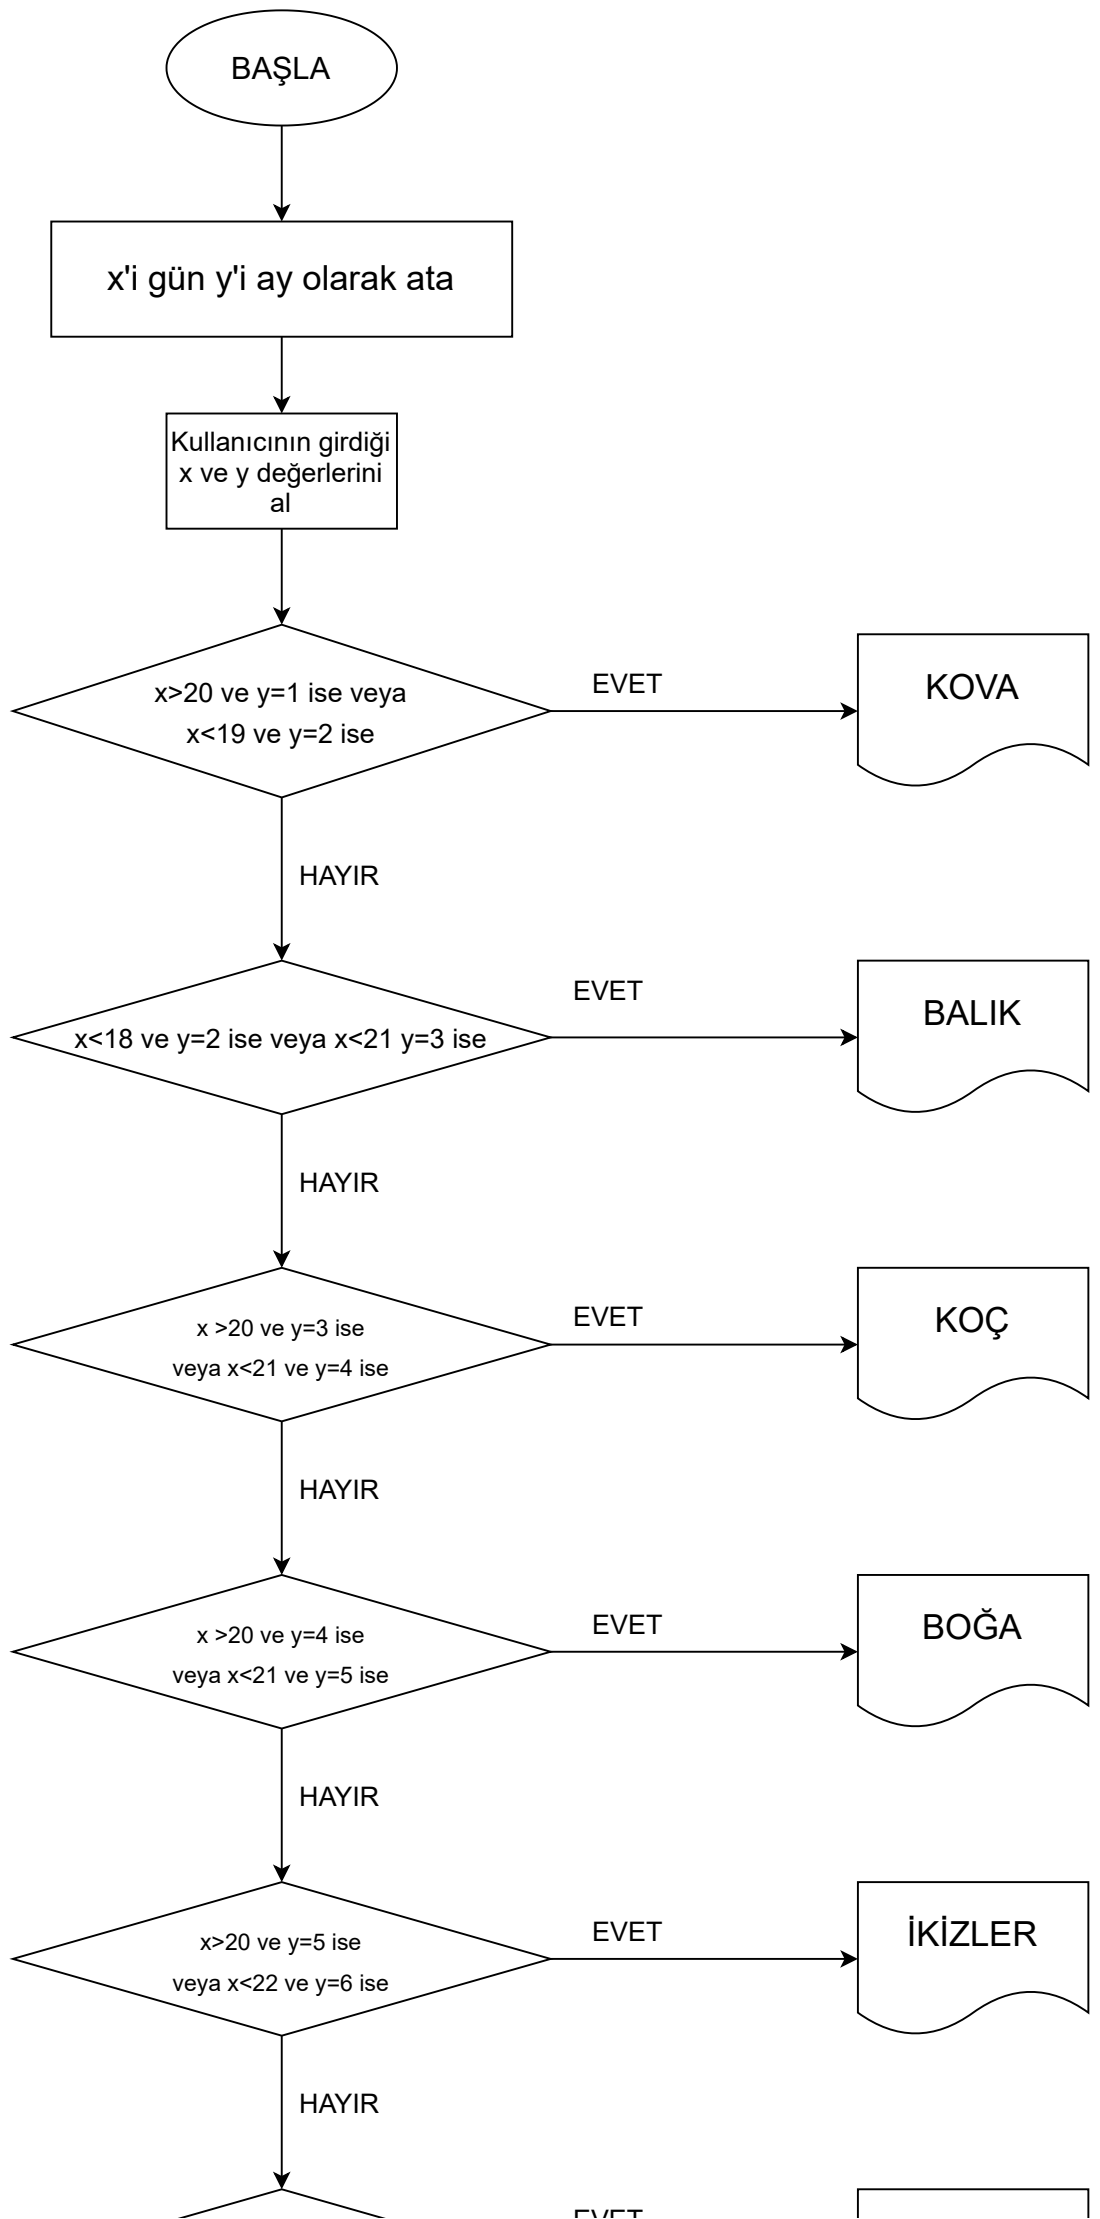 BAŞLA
x'i gün y'i ay olarak ata
Kullanıcının girdiği
x ve y değerlerini
al
x>20 ve y=1 ise veya
x<19 ve y=2 ise
EVET
KOVA
HAYIR
x<18 ve y=2 ise veya x<21 y=3 ise
EVET
BALIK
HAYIR
x >20 ve y=3 ise
veya x<21 ve y=4 ise
EVET
KOÇ
HAYIR
x >20 ve y=4 ise
veya x<21 ve y=5 ise
EVET
BOĞA
HAYIR
x>20 ve y=5 ise
veya x<22 ve y=6 ise
EVET
İKİZLER
HAYIR
EVET